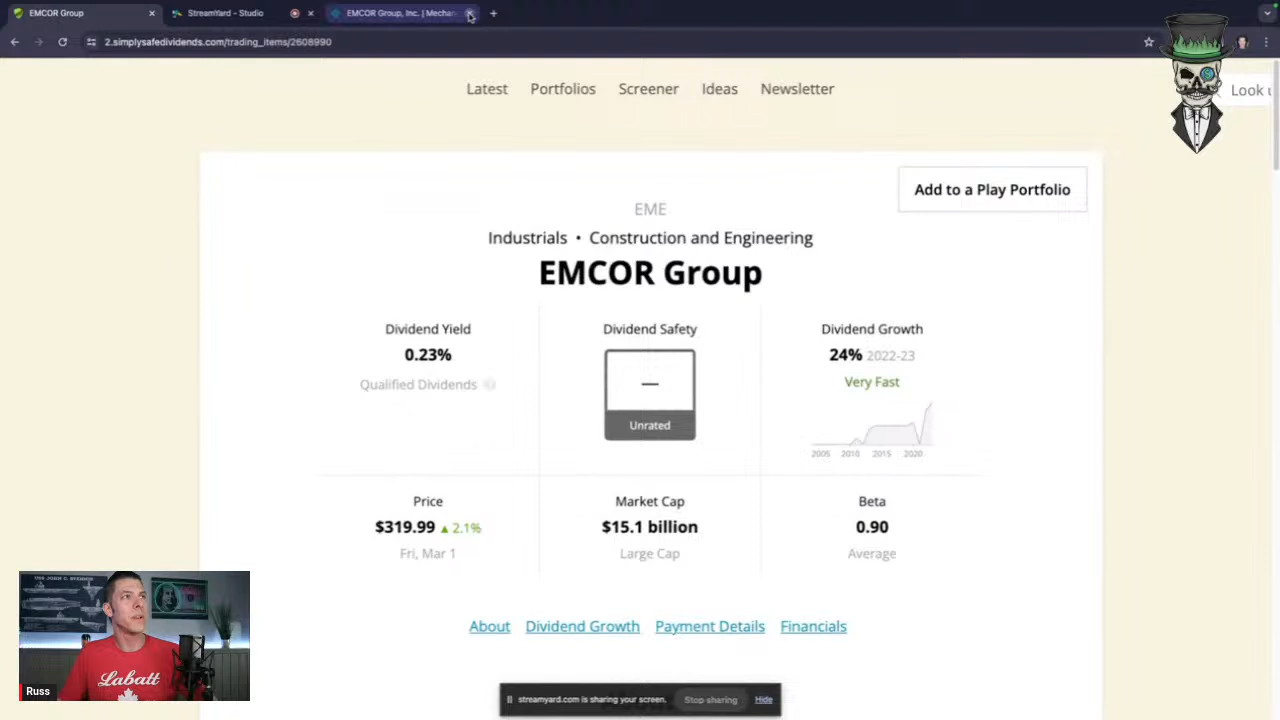 EMCOR Group
StreamYard - Studio
EMCOR Group, Inc. | Mechan
2.simplysafedividends.com/trading_items/2608990
Latest
Portfolios
Screener
Ideas
Newsletter
Look u
Add to a Play Portfolio
EME
Industrials • Construction and Engineering
EMCOR Group
Dividend Yield
0.23%
Qualified Dividends
Dividend Safety
—
Unrated
Dividend Growth
24% 2022-23
Very Fast
2005 2010 2015 2020
Price
$319.99 ▲ 2.1%
Fri, Mar 1
Market Cap
$15.1 billion
Large Cap
Beta
0.90
Average
About
Dividend Growth
Payment Details
Financials
Labatt
Russ
streamyard.com is sharing your screen.
Stop sharing
Hide